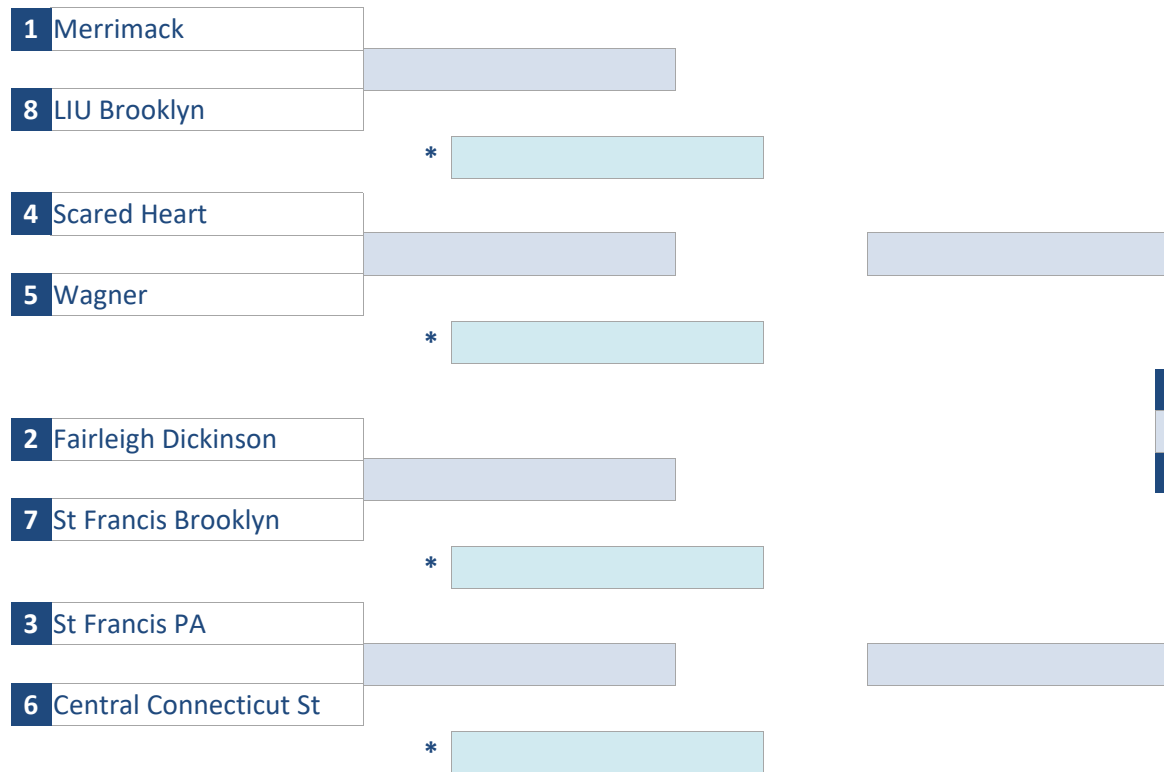 1 Merrimack
8 LIU Brooklyn
*
4 Scared Heart
5 Wagner
*
2 Fairleigh Dickinson
7 St Francis Brooklyn
*
3 St Francis PA
6 Central Connecticut St
*